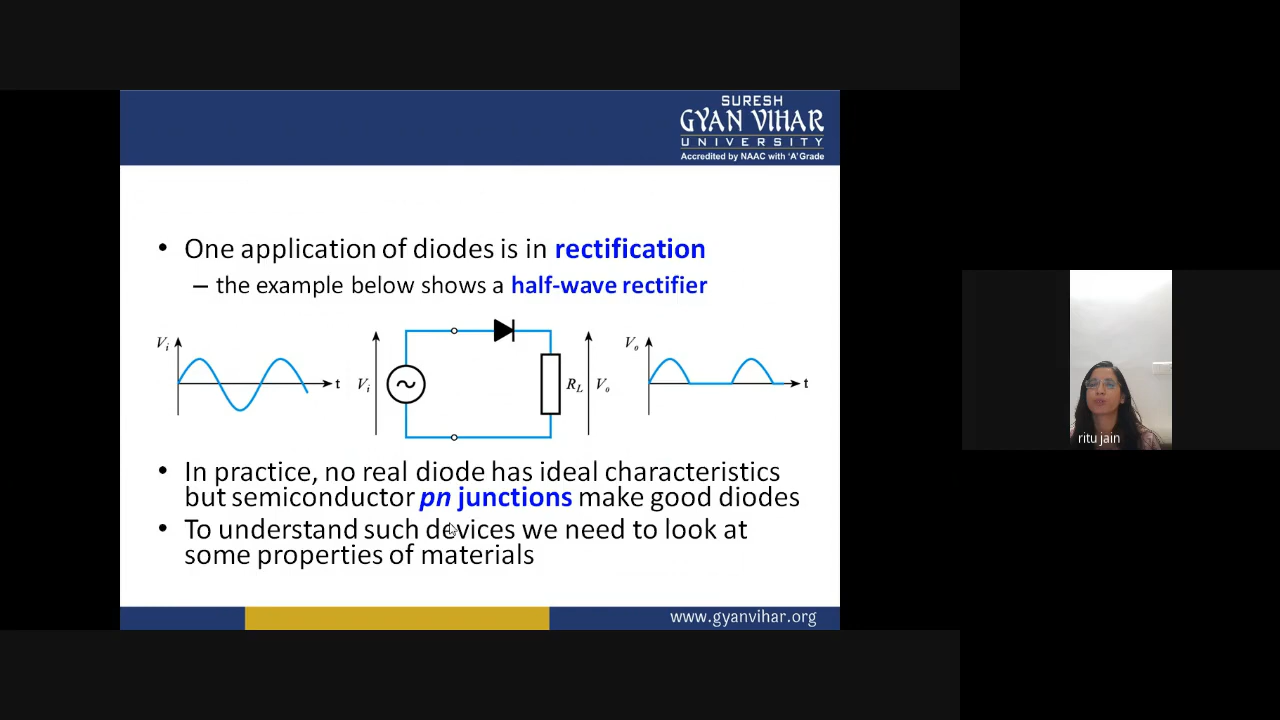 SURESH
GYAN VIHAR
UNIVERSITY
Accredited by NAAC with 'A' Grade
• One application of diodes is in rectification
– the example below shows a half-wave rectifier
Vi
t
Vi
RL
Vo
Vo
t
• In practice, no real diode has ideal characteristics
but semiconductor pn junctions make good diodes
• To understand such devices we need to look at
some properties of materials
www.gyanvihar.org
ritu jain